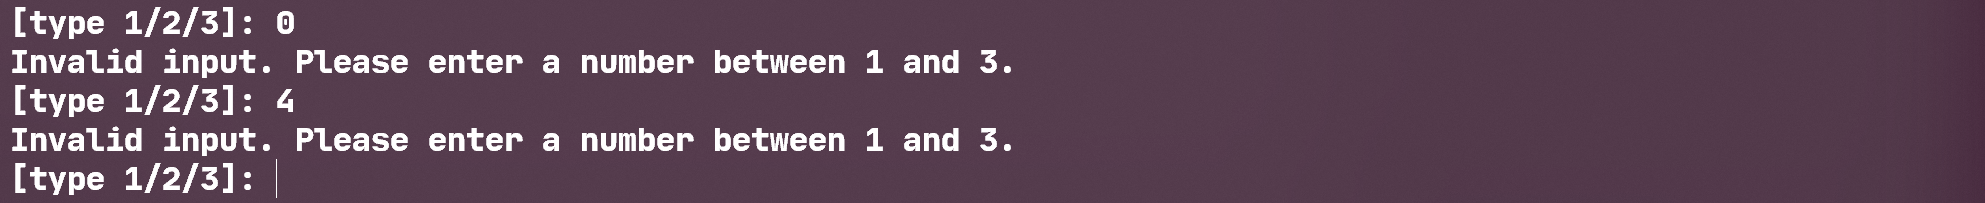 [type 1/2/3]: 0
Invalid input. Please enter a number between 1 and 3.
[type 1/2/3]: 4
Invalid input. Please enter a number between 1 and 3.
[type 1/2/3]: